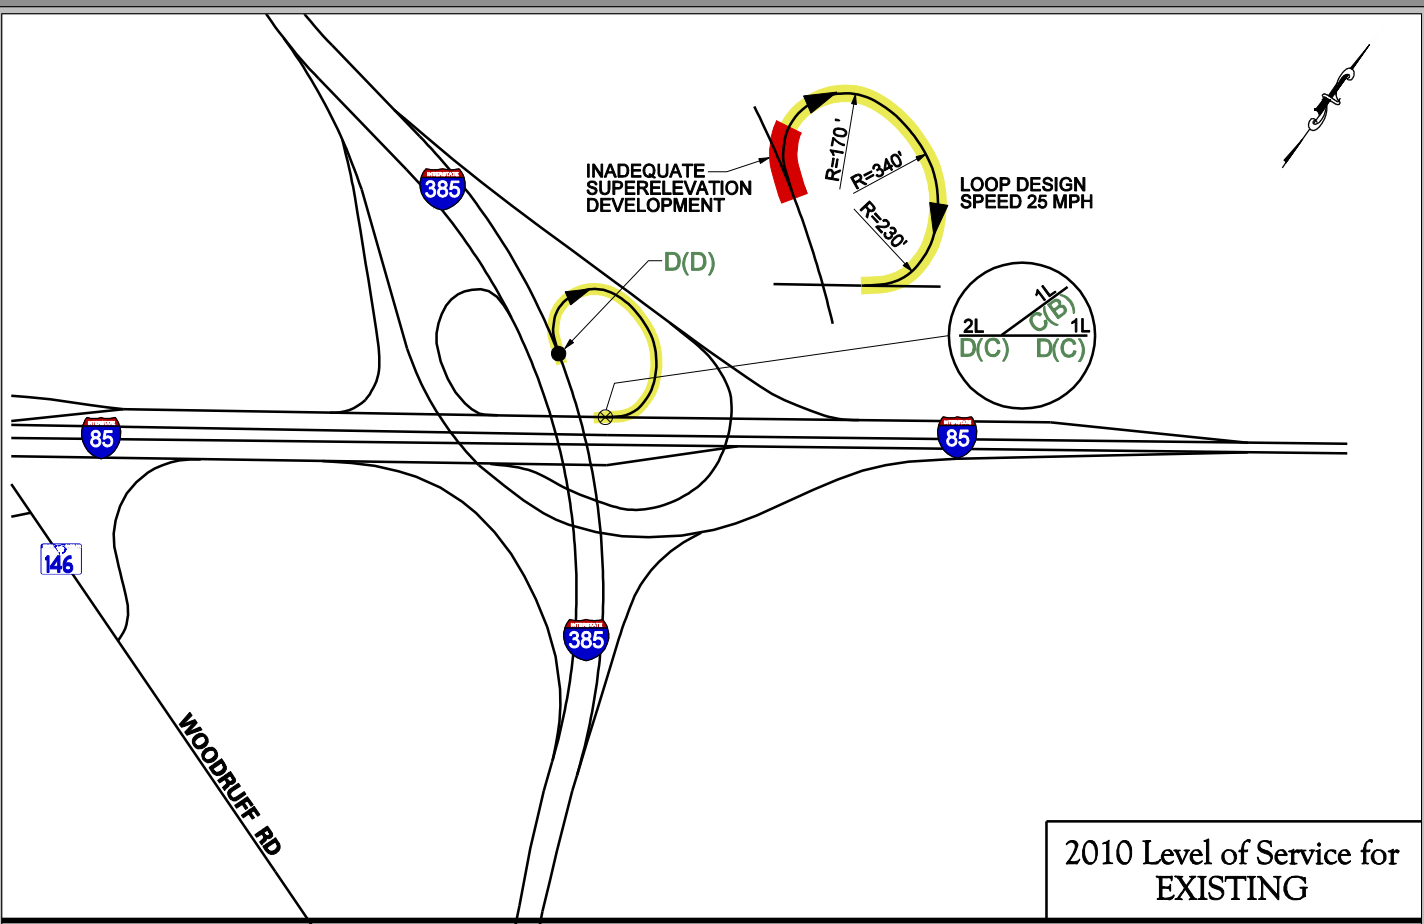 INTERSTATE
385
INADEQUATE
SUPERELEVATION
DEVELOPMENT
R=170'
R=340'
R=230'
LOOP DESIGN
SPEED 25 MPH
D(D)
1L
C(B)
2L
1L
D(C)
D(C)
INTERSTATE
85
INTERSTATE
85
146
INTERSTATE
385
WOODRUFF RD
2010 Level of Service for
EXISTING